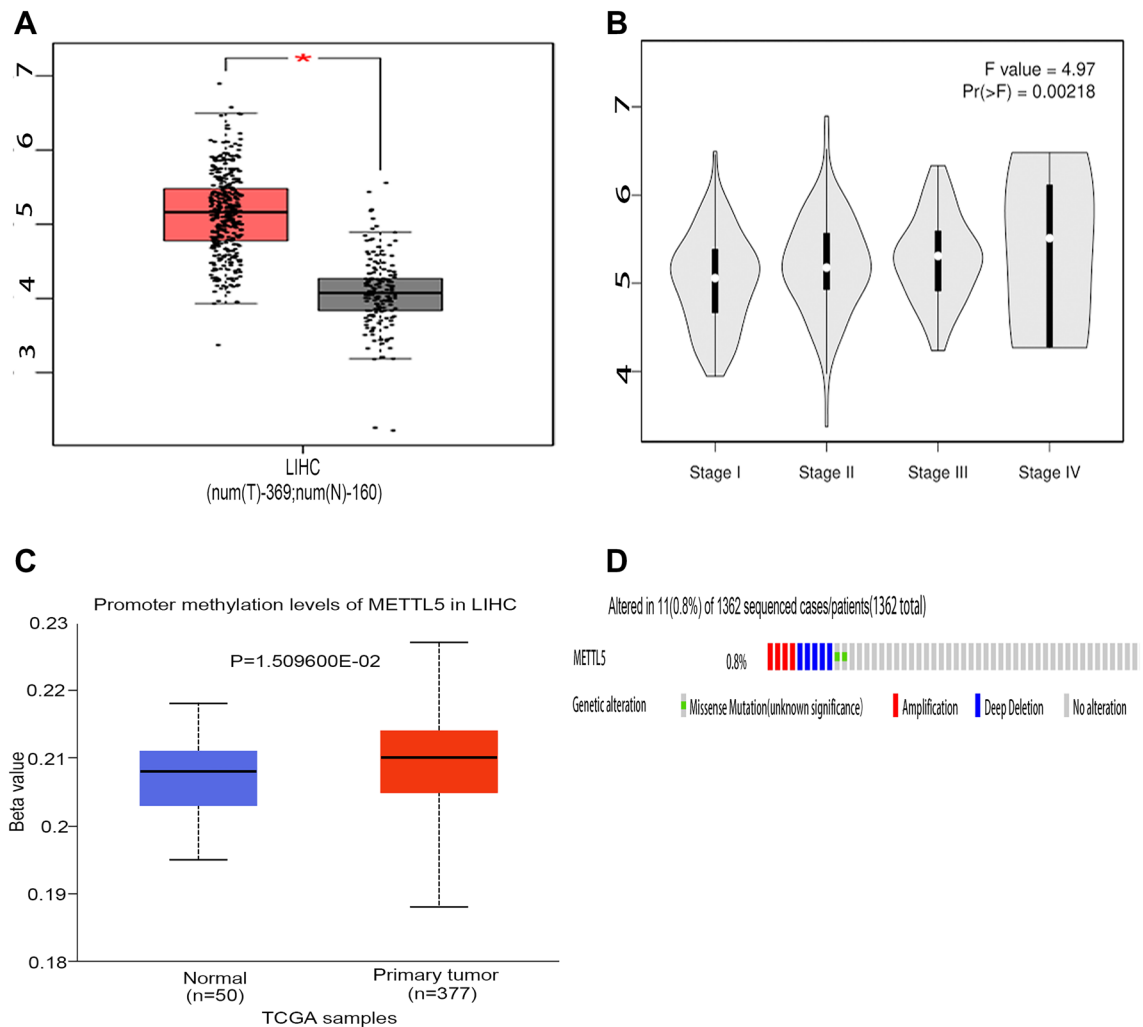 A
7
6
5
4
3
*
LIHC
(num(T)-369;num(N)-160)
B
F value = 4.97
Pr(>F) = 0.00218
7
6
5
4
Stage I
Stage II
Stage III
Stage IV
C
Promoter methylation levels of METTL5 in LIHC
P=1.509600E-02
Beta value
0.23
0.22
0.21
0.2
0.19
0.18
Normal
(n=50)
Primary tumor
(n=377)
TCGA samples
D
Altered in 11(0.8%) of 1362 sequenced cases/patients(1362 total)
METTL5
0.8%
Genetic alteration
Missense Mutation(unknown significance)
Amplification
Deep Deletion
No alteration